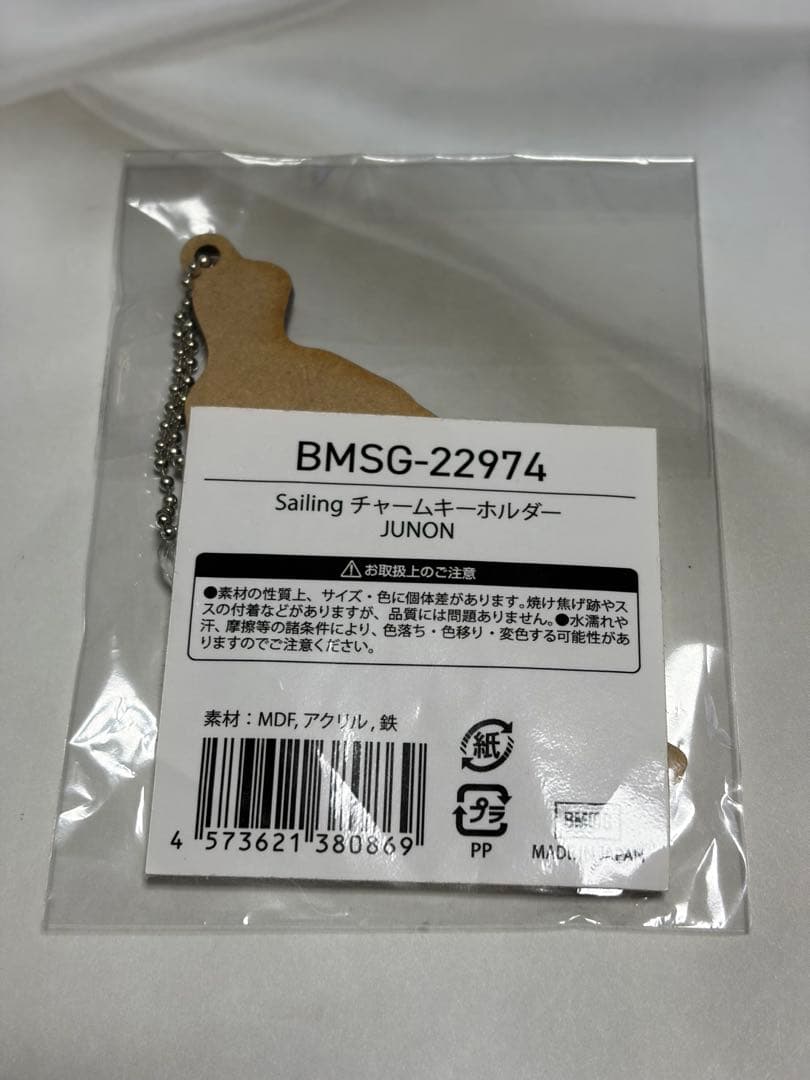 BMSG-22974
Sailing チャームキーホルダー
JUNON
お取扱上のご注意
●素材の性質上、サイズ・色に個体差があります。焼け焦げ跡やス
スの付着などがありますが、品質には問題ありません。●水濡れや
汗、摩擦等の諸条件により、色落ち・色移り・変色する可能性があ
りますのでご注意ください。
素材：MDF, アクリル , 鉄
4 573621 380869
紙
プラ
PP
BMSG
MADE IN JAPAN